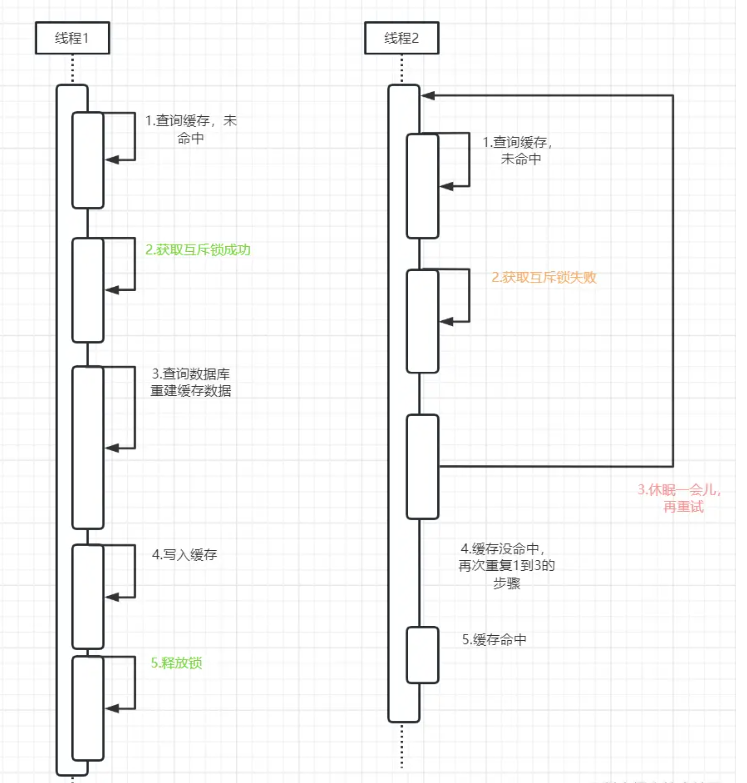 线程1
1.查询缓存，未
命中
2.获取互斥锁成功
3.查询数据库
重建缓存数据
4.写入缓存
5.释放锁
线程2
1.查询缓存，
未命中
2.获取互斥锁失败
3.休眠一会儿，
再重试
4.缓存没命中，
再次重复1到3的
步骤
5.缓存命中